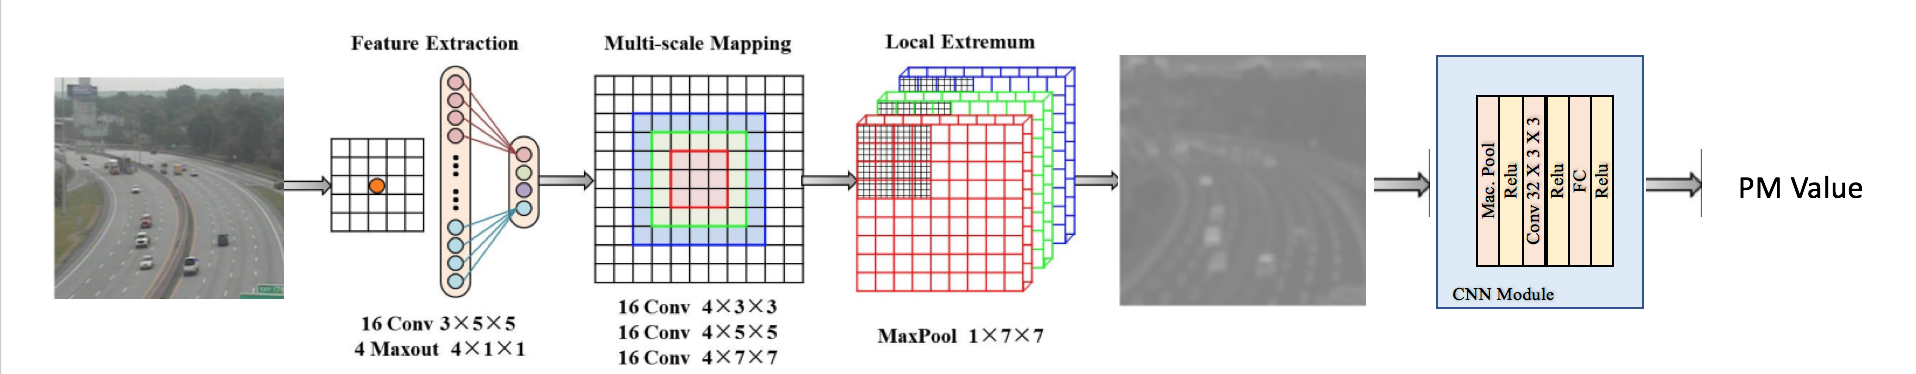 Feature Extraction
16 Conv 3×5×5
4 Maxout 4×1×1
Multi-scale Mapping
16 Conv 4×3×3
16 Conv 4×5×5
16 Conv 4×7×7
Local Extremum
MaxPool 1×7×7
Mac. Pool
Relu
Conv 32 X 3 X 3
Relu
FC
Relu
CNN Module
PM Value